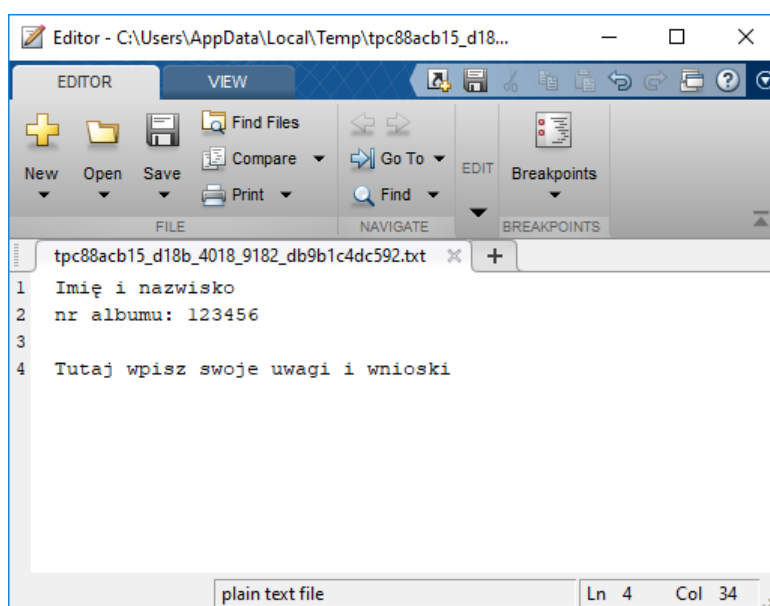 Editor - C:\Users\AppData\Local\Temp\tpc88acb15_d18...
EDITOR VIEW
New Open Save
Find Files
Compare
Print
FILE
Go To
Find
NAVIGATE
EDIT
Breakpoints
BREAKPOINTS
tpc88acb15_d18b_4018_9182_db9b1c4dc592.txt
1 Imię i nazwisko
2 nr albumu: 123456
3
4 Tutaj wpisz swoje uwagi i wnioski
plain text file Ln 4 Col 34